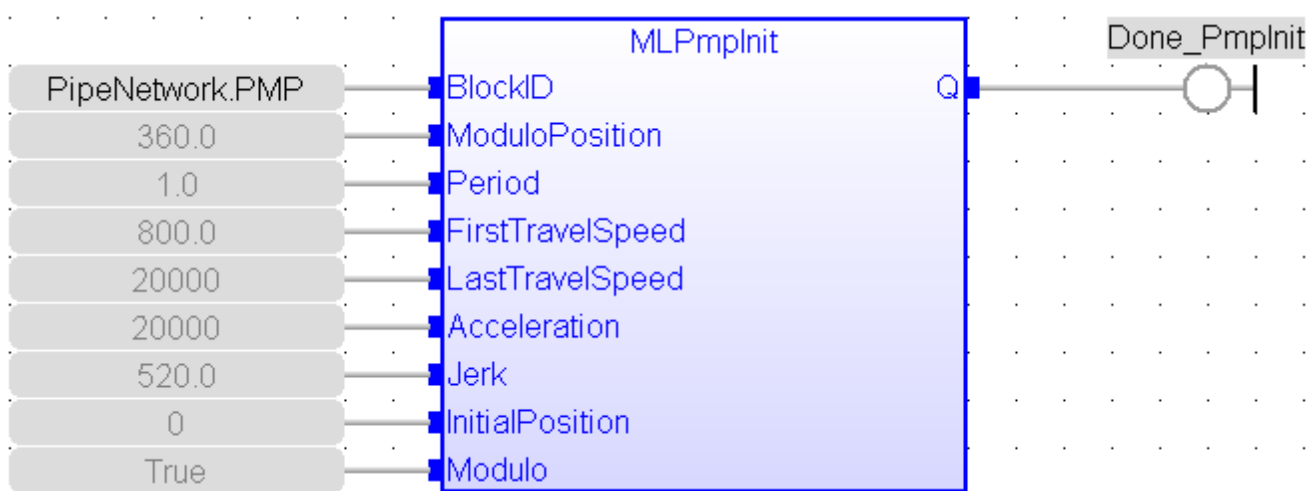 MLPmpInit
Done_PmpInit
PipeNetwork.PMP BlockID Q
360.0 ModuloPosition
1.0 Period
800.0 FirstTravelSpeed
20000 LastTravelSpeed
20000 Acceleration
520.0 Jerk
0 InitialPosition
True Modulo